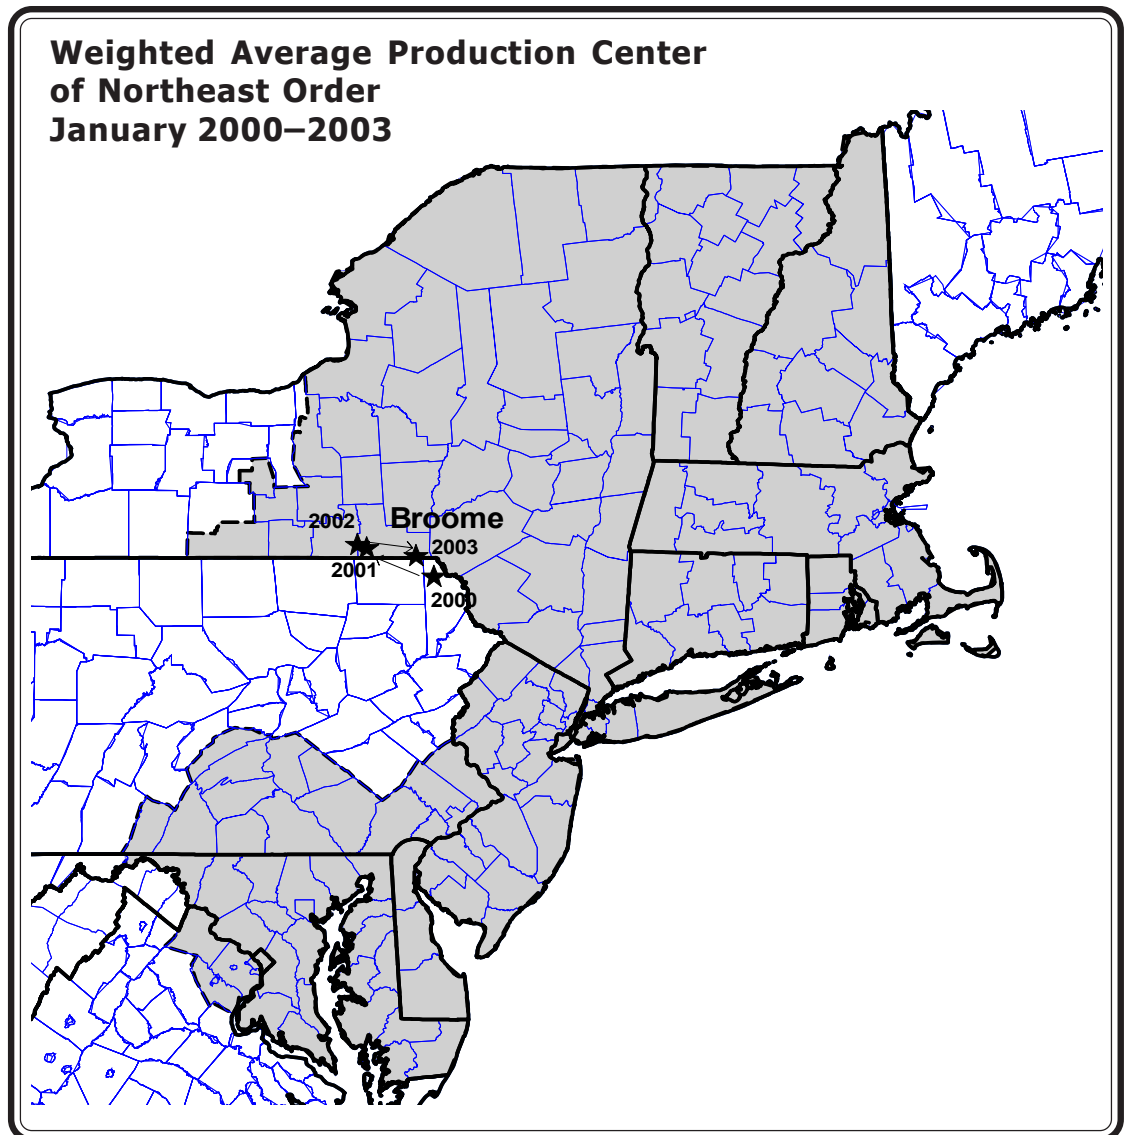 Weighted Average Production Center
of Northeast Order
January 2000–2003
2002
Broome
2003
2001
2000